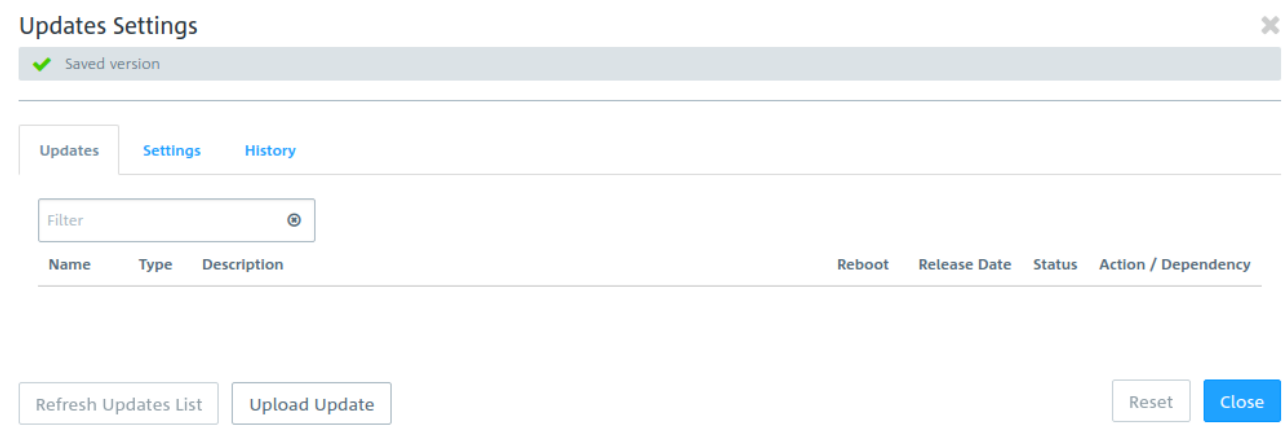 Updates Settings
Saved version
Updates Settings History
Filter
Name Type Description Reboot Release Date Status Action / Dependency
Refresh Updates List Upload Update Reset Close